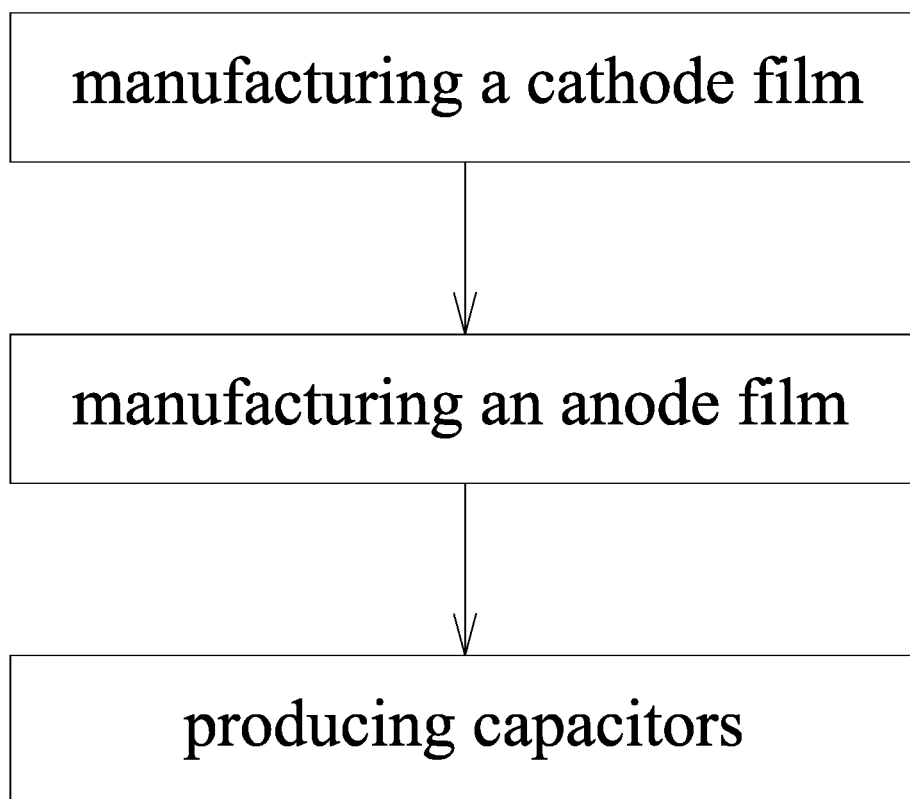 manufacturing a cathode film
manufacturing an anode film
producing capacitors